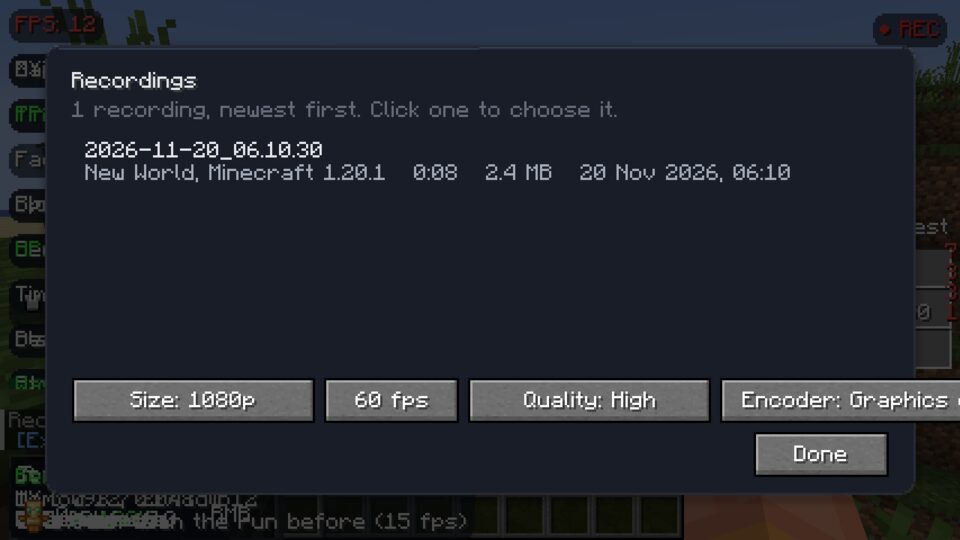 FPS: 12
REC
Recordings
1 recording, newest first. Click one to choose it.
2026-11-20_06.10.30
New World, Minecraft 1.20.1 0:08 2.4 MB 20 Nov 2026, 06:10
Size: 1080p
60 fps
Quality: High
Encoder: Graphics
Done
the run before (15 fps)